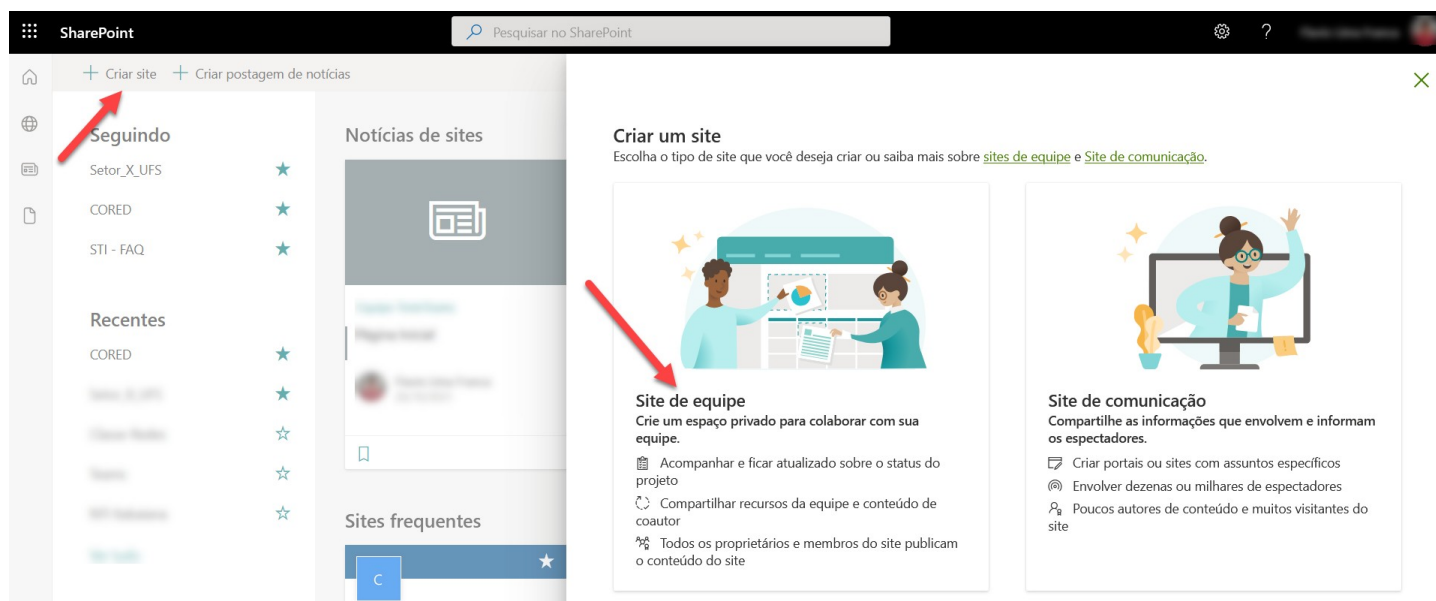 SharePoint
Pesquisar no SharePoint
?
Criar site
Criar postagem de notícias
Seguindo
Setor_X_UFS
CORED
STI - FAQ
Recentes
CORED
Notícias de sites
Sites frequentes
C
Criar um site
Escolha o tipo de site que você deseja criar ou saiba mais sobre sites de equipe e Site de comunicação.
Site de equipe
Crie um espaço privado para colaborar com sua
equipe.
Acompanhar e ficar atualizado sobre o status do
projeto
Compartilhar recursos da equipe e conteúdo de
coautor
Todos os proprietários e membros do site publicam
o conteúdo do site
Site de comunicação
Compartilhe as informações que envolvem e informam
os espectadores.
Criar portais ou sites com assuntos específicos
Envolver dezenas ou milhares de espectadores
Poucos autores de conteúdo e muitos visitantes do
site